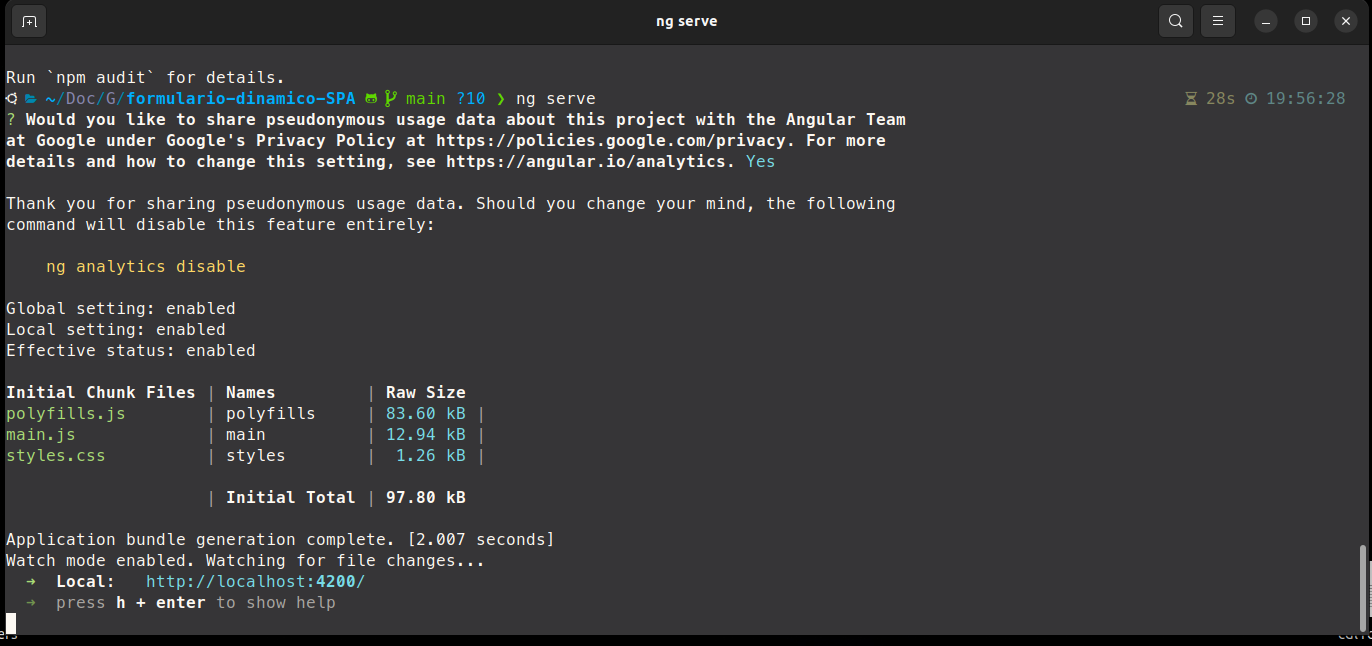 ng serve
Run `npm audit` for details.
~/Doc/G/formulario-dinamico-SPA main ?10 ❯ ng serve 28s 19:56:28
? Would you like to share pseudonymous usage data about this project with the Angular Team
at Google under Google's Privacy Policy at https://policies.google.com/privacy. For more
details and how to change this setting, see https://angular.io/analytics. Yes
Thank you for sharing pseudonymous usage data. Should you change your mind, the following
command will disable this feature entirely:
ng analytics disable
Global setting: enabled
Local setting: enabled
Effective status: enabled
Initial Chunk Files | Names | Raw Size
polyfills.js | polyfills | 83.60 kB |
main.js | main | 12.94 kB |
styles.css | styles | 1.26 kB |
| Initial Total | 97.80 kB
Application bundle generation complete. [2.007 seconds]
Watch mode enabled. Watching for file changes...
➜ Local: http://localhost:4200/
➜ press h + enter to show help